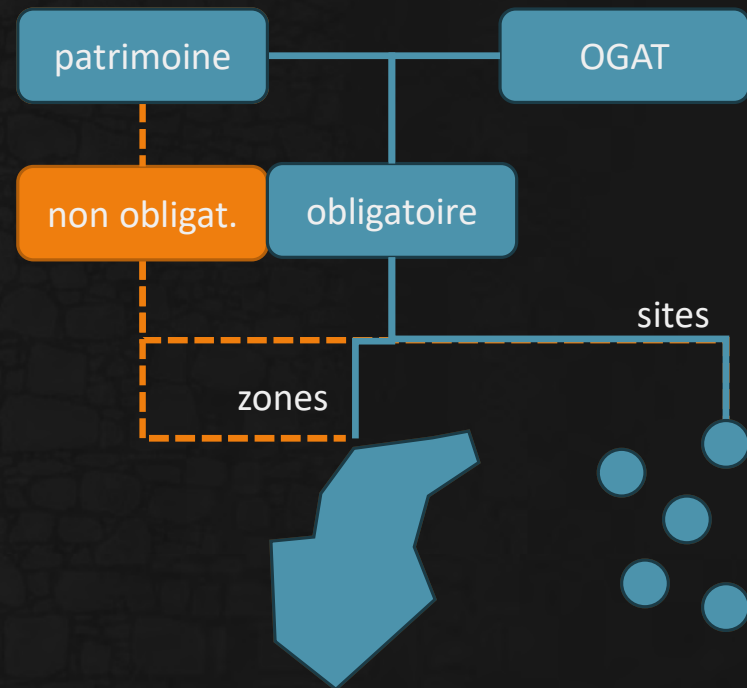 patrimoine
OGAT
non obligat.
obligatoire
sites
zones